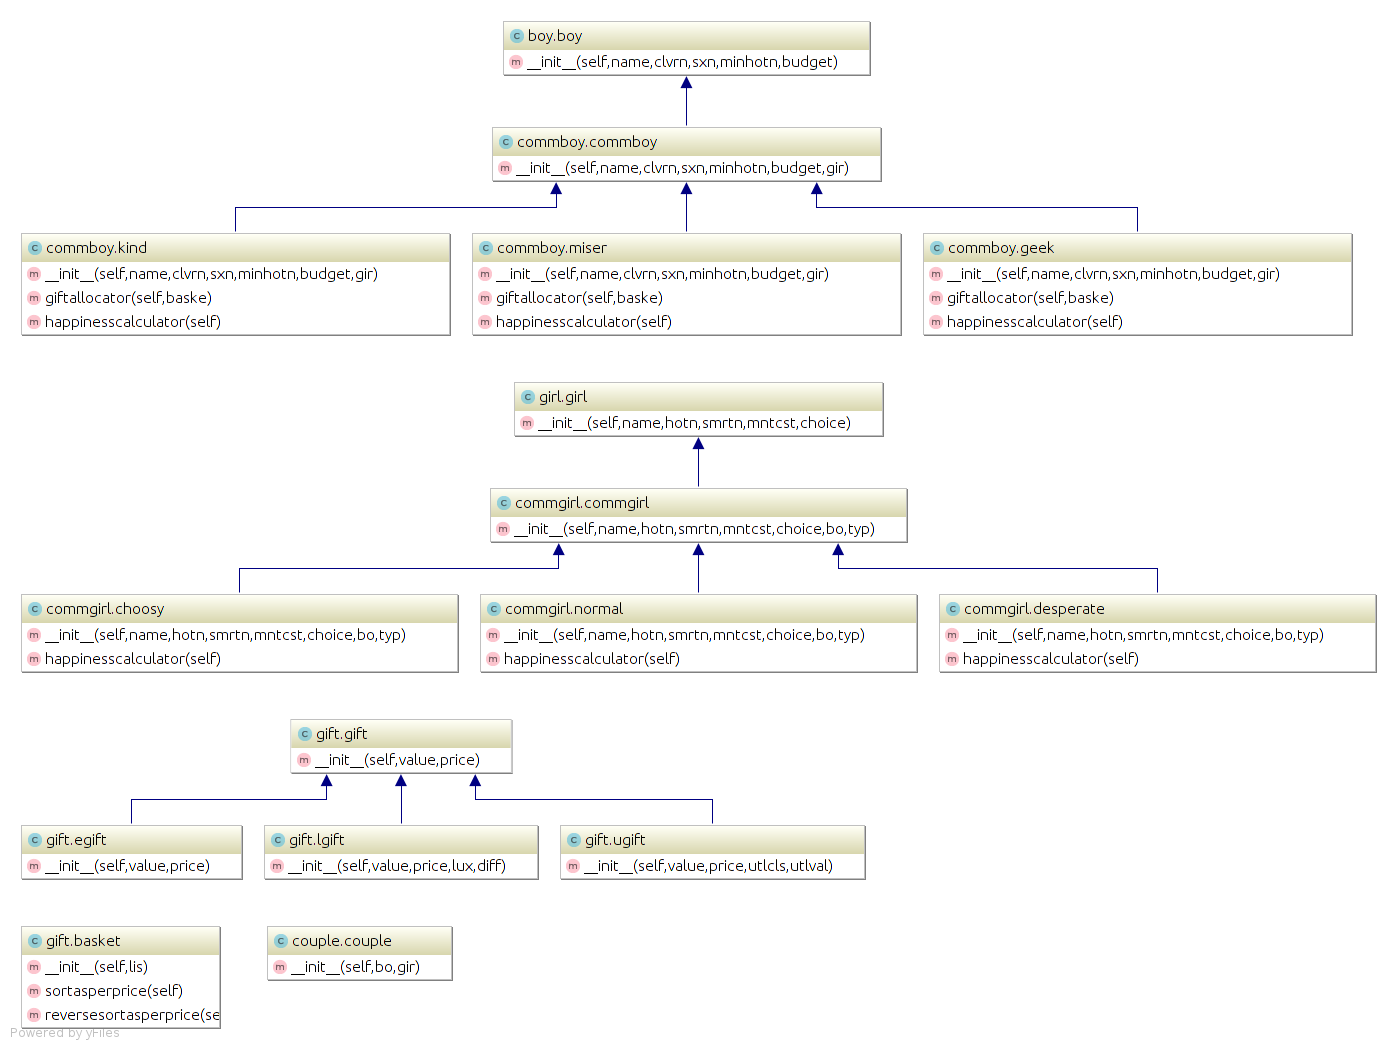 boy.boy
__init__(self,name,clvrn,sxn,minhotn,budget)
commboy.commboy
__init__(self,name,clvrn,sxn,minhotn,budget,gir)
commboy.kind
__init__(self,name,clvrn,sxn,minhotn,budget,gir)
giftallocator(self,baske)
happinesscalculator(self)
commboy.miser
__init__(self,name,clvrn,sxn,minhotn,budget,gir)
giftallocator(self,baske)
happinesscalculator(self)
commboy.geek
__init__(self,name,clvrn,sxn,minhotn,budget,gir)
giftallocator(self,baske)
happinesscalculator(self)
girl.girl
__init__(self,name,hotn,smrtn,mntcst,choice)
commgirl.commgirl
__init__(self,name,hotn,smrtn,mntcst,choice,bo,typ)
commgirl.choosy
__init__(self,name,hotn,smrtn,mntcst,choice,bo,typ)
happinesscalculator(self)
commgirl.normal
__init__(self,name,hotn,smrtn,mntcst,choice,bo,typ)
happinesscalculator(self)
commgirl.desperate
__init__(self,name,hotn,smrtn,mntcst,choice,bo,typ)
happinesscalculator(self)
gift.gift
__init__(self,value,price)
gift.egift
__init__(self,value,price)
gift.lgift
__init__(self,value,price,lux,diff)
gift.ugift
__init__(self,value,price,utlcls,utlval)
gift.basket
__init__(self,lis)
sortasperprice(self)
reversesortasperprice(se
couple.couple
__init__(self,bo,gir)
Powered by yFiles